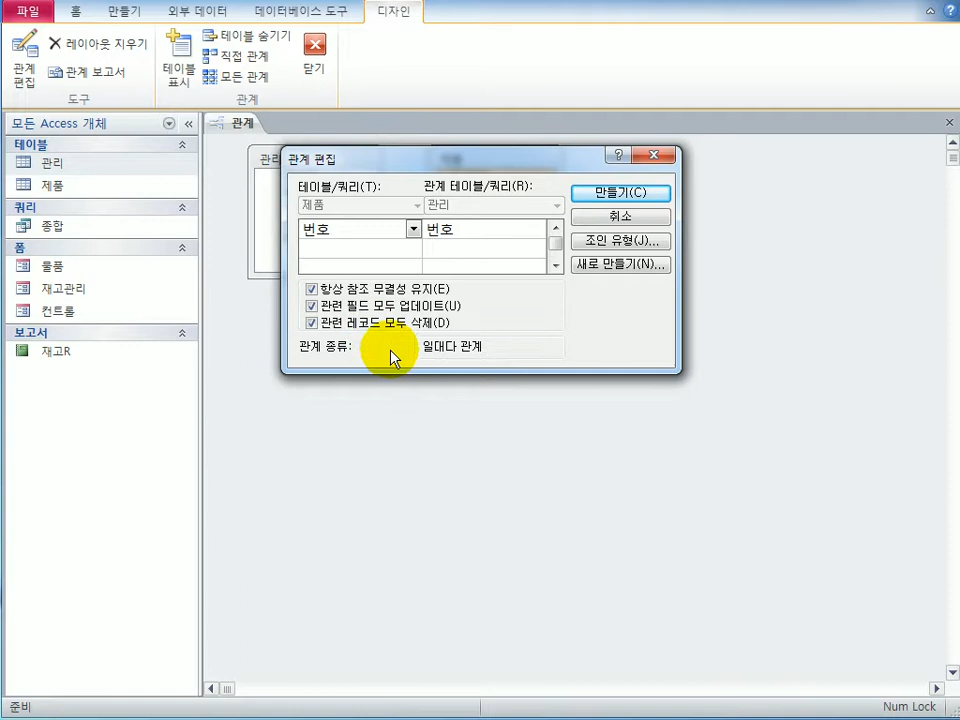 파일 홈 만들기 외부 데이터 데이터베이스 도구 디자인
관계 편집
레이아웃 지우기
관계 보고서
도구
테이블 표시
테이블 숨기기
직접 관계
모든 관계
관계
닫기
모든 Access 개체
테이블
관리
제품
쿼리
종합
폼
물품
재고관리
컨트롤
보고서
재고R
관계
관리
관계 편집
테이블/쿼리(T): 관계 테이블/쿼리(R):
제품 관리
번호 번호
항상 참조 무결성 유지(E)
관련 필드 모두 업데이트(U)
관련 레코드 모두 삭제(D)
관계 종류: 일대다 관계
만들기(C)
취소
조인 유형(J)...
새로 만들기(N)...
준비 Num Lock